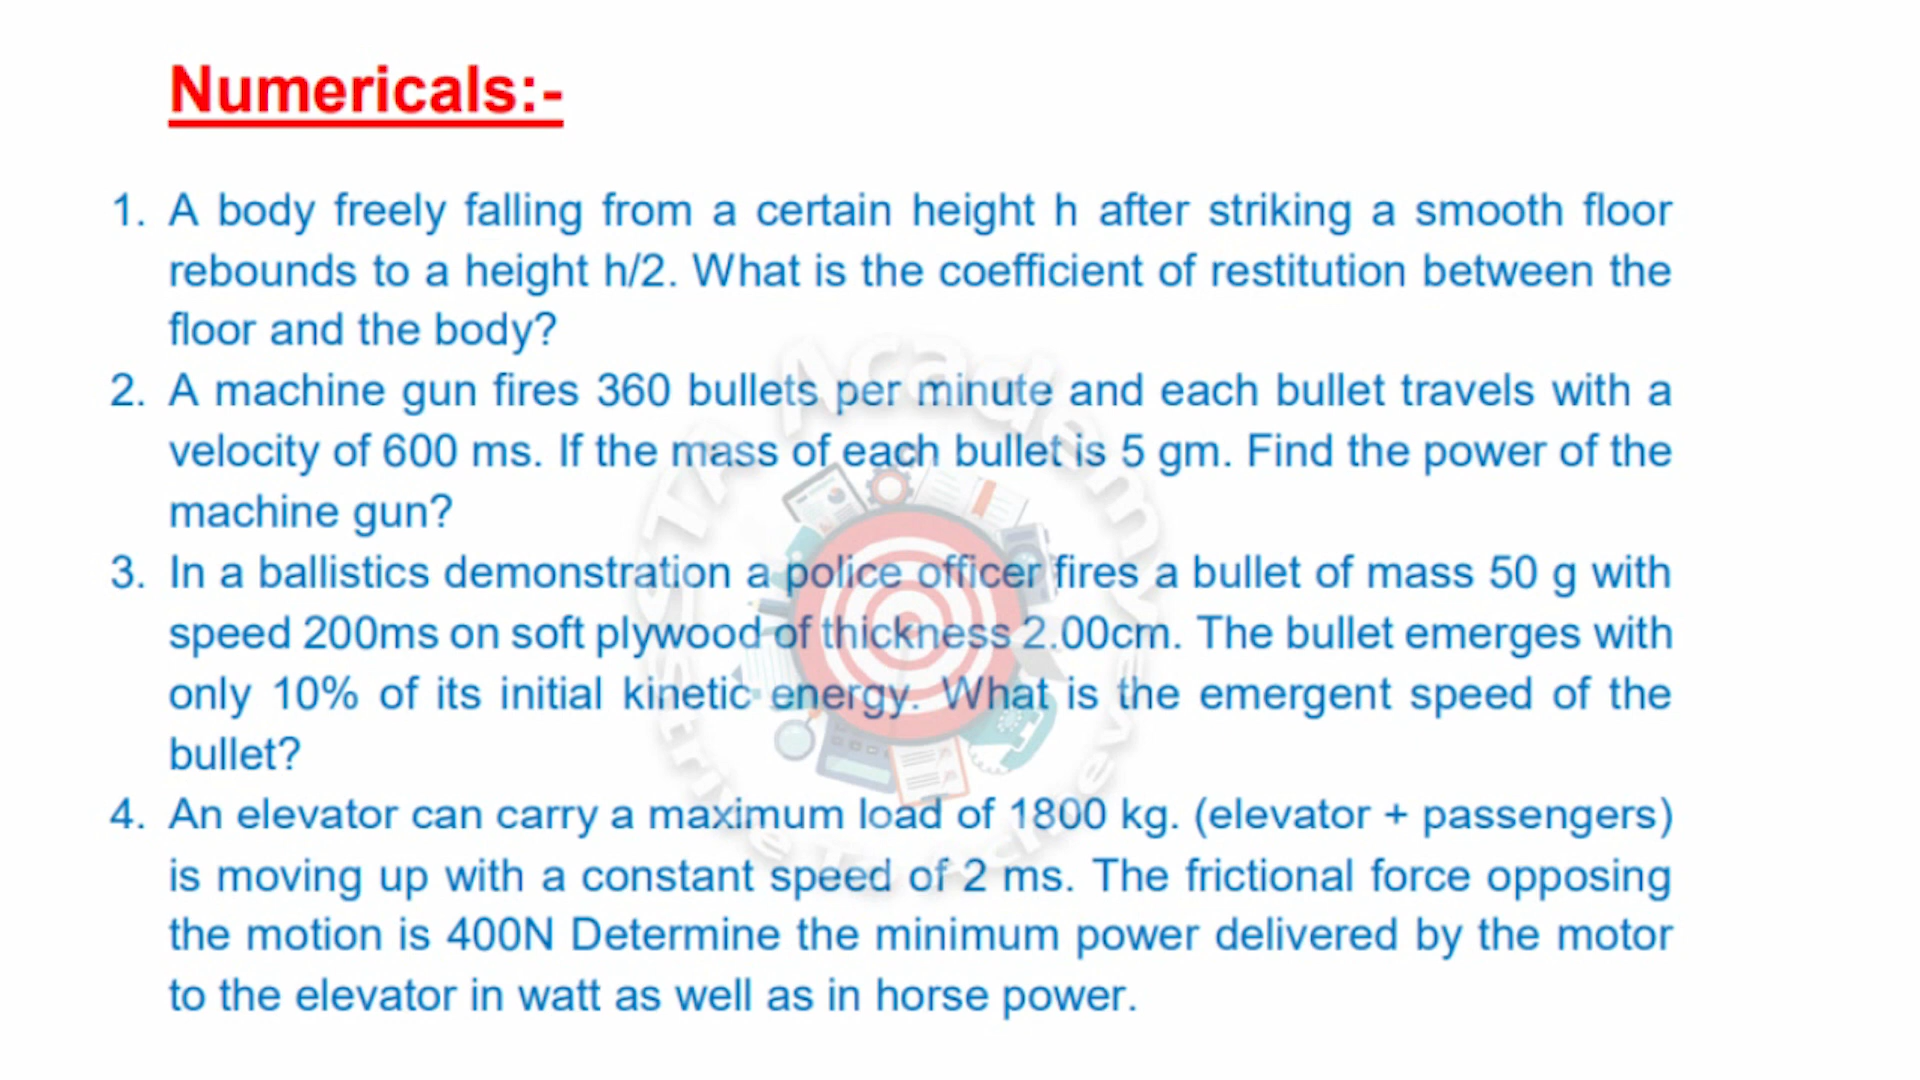 Numericals:-
1. A body freely falling from a certain height h after striking a smooth floor
rebounds to a height h/2. What is the coefficient of restitution between the
floor and the body?
2. A machine gun fires 360 bullets per minute and each bullet travels with a
velocity of 600 ms. If the mass of each bullet is 5 gm. Find the power of the
machine gun?
3. In a ballistics demonstration a police officer fires a bullet of mass 50 g with
speed 200ms on soft plywood of thickness 2.00cm. The bullet emerges with
only 10% of its initial kinetic energy. What is the emergent speed of the
bullet?
4. An elevator can carry a maximum load of 1800 kg. (elevator + passengers)
is moving up with a constant speed of 2 ms. The frictional force opposing
the motion is 400N Determine the minimum power delivered by the motor
to the elevator in watt as well as in horse power.
STA Academy
Strive To Achieve